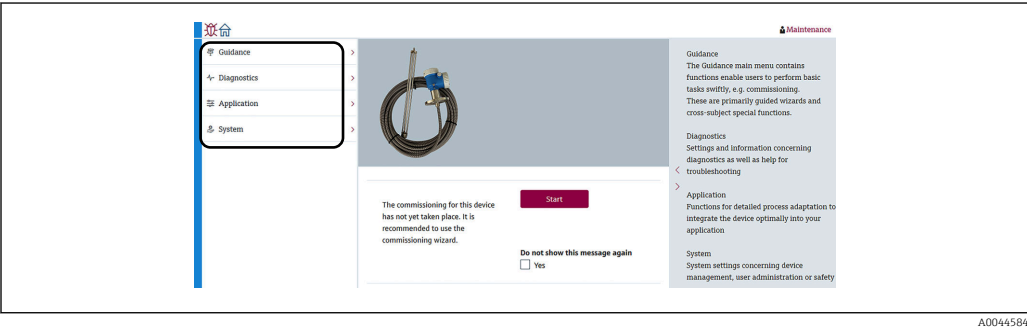 Maintenance
Guidance
Diagnostics
Application
System
The commissioning for this device
has not yet taken place. It is
recommended to use the
commissioning wizard.
Start
Do not show this message again
Yes
Guidance
The Guidance main menu contains
functions enable users to perform basic
tasks swiftly, e.g. commissioning.
These are primarily guided wizards and
cross-subject special functions.
Diagnostics
Settings and information concerning
diagnostics as well as help for
troubleshooting
Application
Functions for detailed process adaptation to
integrate the device optimally into your
application
System
System settings concerning device
management, user administration or safety
A0044584